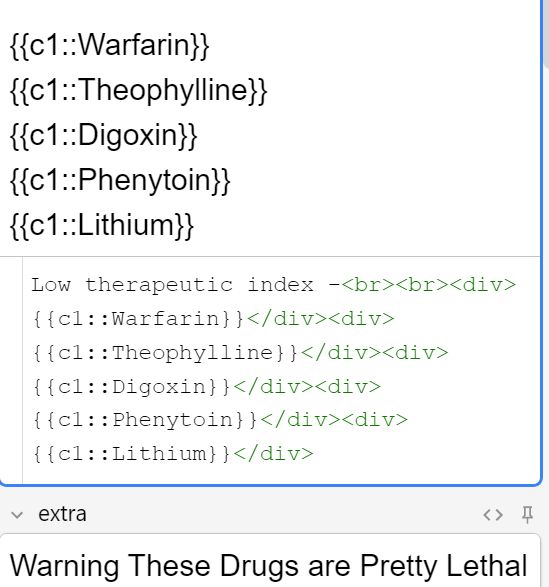 {{c1::Warfarin}}
{{c1::Theophylline}}
{{c1::Digoxin}}
{{c1::Phenytoin}}
{{c1::Lithium}}
Low therapeutic index -<br><br><div>
{{c1::Warfarin}}</div><div>
{{c1::Theophylline}}</div><div>
{{c1::Digoxin}}</div><div>
{{c1::Phenytoin}}</div><div>
{{c1::Lithium}}</div>
extra
Warning These Drugs are Pretty Lethal